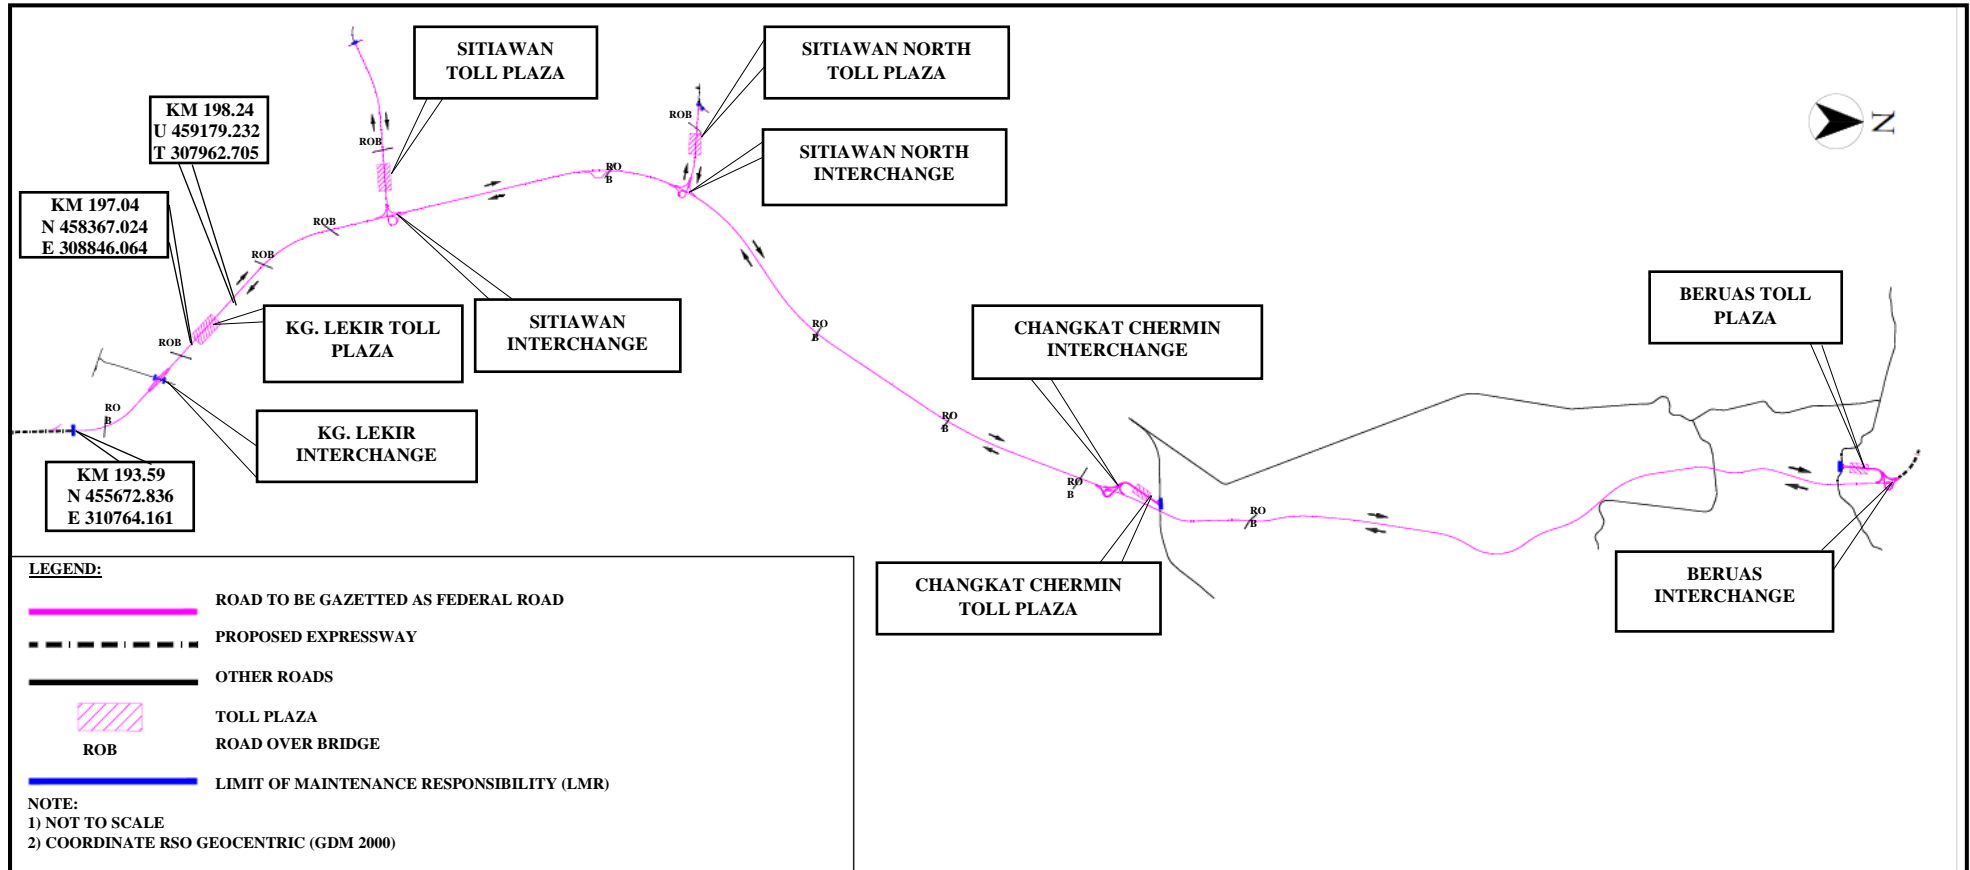 SITIAWAN
TOLL PLAZA
SITIAWAN NORTH
TOLL PLAZA
KM 198.24
U 459179.232
T 307962.705
ROB
ROB
SITIAWAN NORTH
INTERCHANGE
N
RO
B
KM 197.04
N 458367.024
E 308846.064
ROB
ROB
KG. LEKIR TOLL
PLAZA
SITIAWAN
INTERCHANGE
RO
B
CHANGKAT CHERMIN
INTERCHANGE
BERUAS TOLL
PLAZA
ROB
RO
B
KG. LEKIR
INTERCHANGE
RO
B
KM 193.59
N 455672.836
E 310764.161
RO
B
RO
B
CHANGKAT CHERMIN
TOLL PLAZA
BERUAS
INTERCHANGE
LEGEND:
ROAD TO BE GAZETTED AS FEDERAL ROAD
PROPOSED EXPRESSWAY
OTHER ROADS
TOLL PLAZA
ROB
ROAD OVER BRIDGE
LIMIT OF MAINTENANCE RESPONSIBILITY (LMR)
NOTE:
1) NOT TO SCALE
2) COORDINATE RSO GEOCENTRIC (GDM 2000)